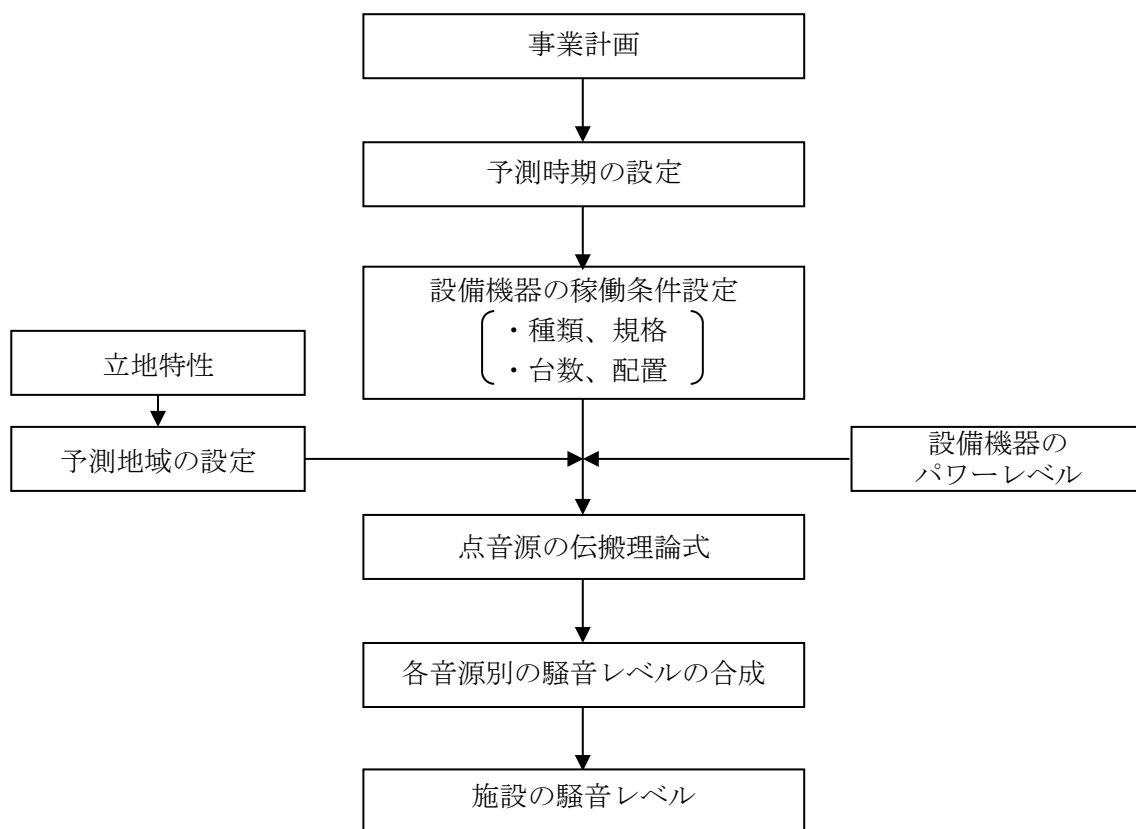 事業計画
予測時期の設定
設備機器の稼働条件設定
・種類、規格
・台数、配置
立地特性
予測地域の設定
設備機器の
パワーレベル
点音源の伝搬理論式
各音源別の騒音レベルの合成
施設の騒音レベル